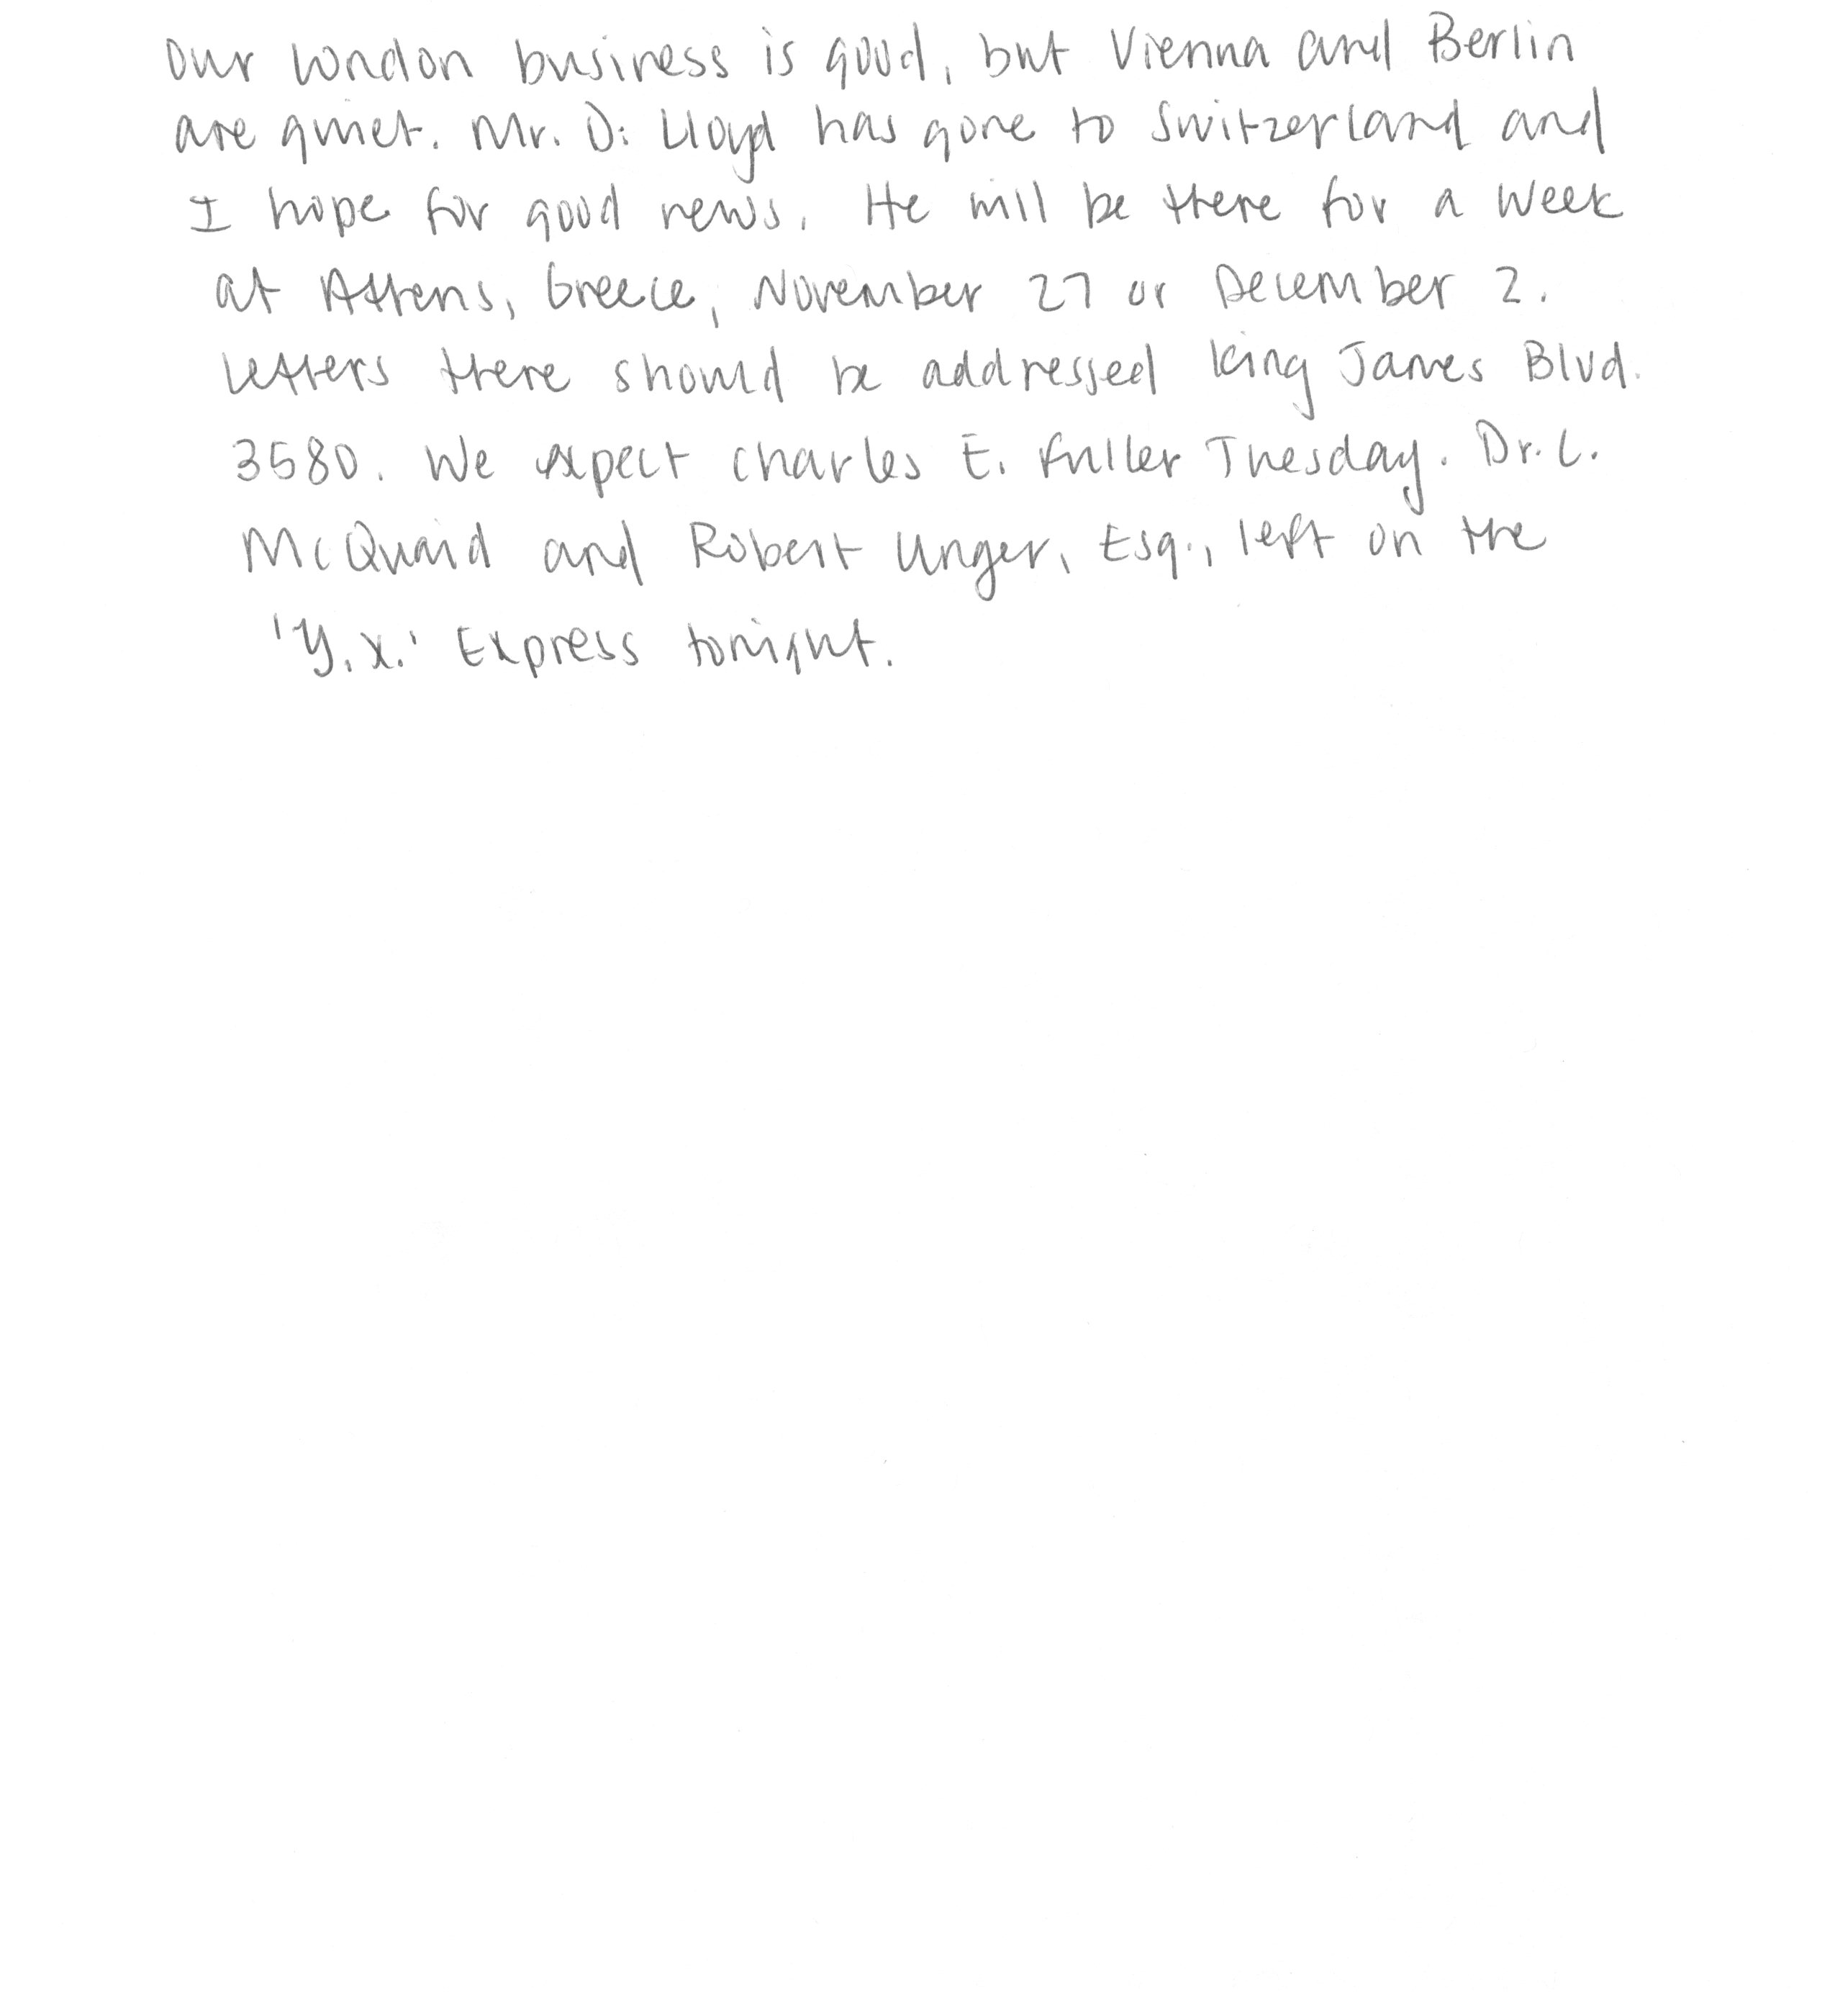 Our London business is good, but Vienna and Berlin
are quiet. Mr. D. Lloyd has gone to Switzerland and
I hope for good news. He will be there for a week
at Athens, Greece, November 27 or December 2.
Letters there should be addressed King James Blvd.
3580. We expect Charles E. Fuller Tuesday. Dr. L.
McQuaid and Robert Unger, Esq., left on the
'Y.X.' Express tonight.